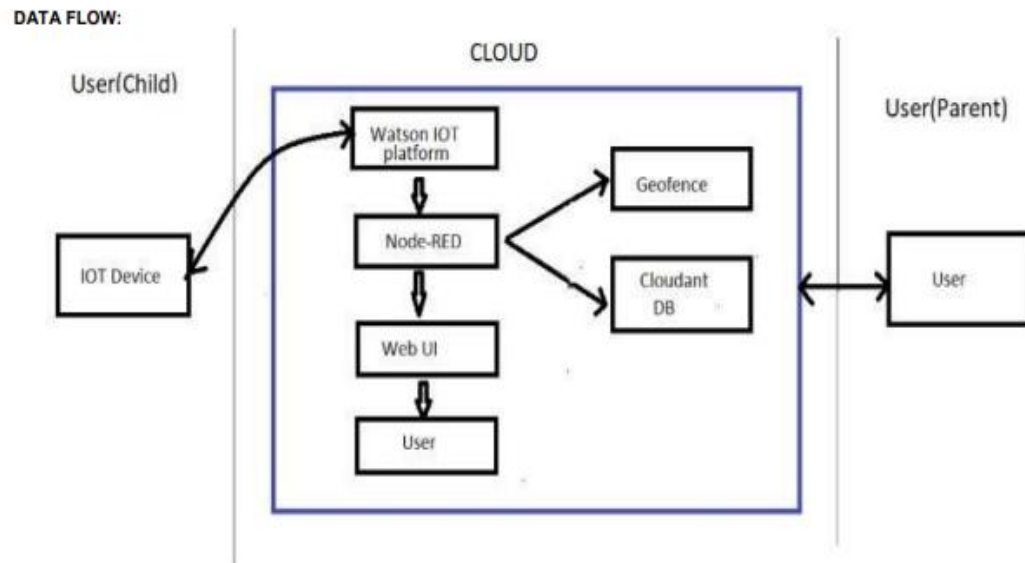 DATA FLOW:
User(Child)
CLOUD
User(Parent)
IOT Device
Watson IOT
platform
Node-RED
Web UI
User
Geofence
Cloudant
DB
User